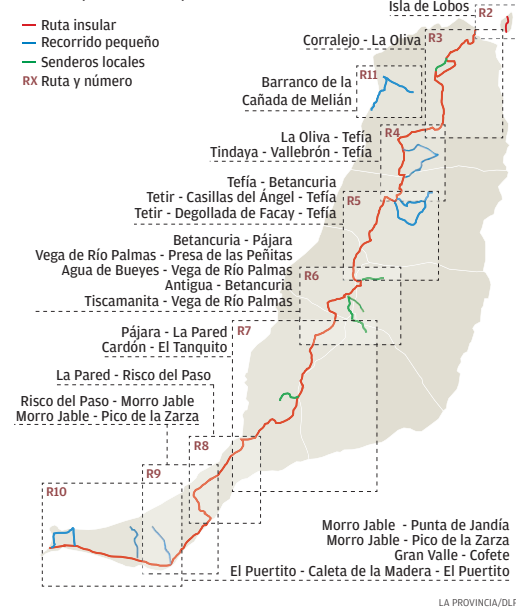 Isla de Lobos
R2
Ruta insular
Recorrido pequeño
Senderos locales
RX Ruta y número
Corralejo - La Oliva
R3
Barranco de la
Cañada de Melián
R11
La Oliva - Tefía
Tindaya - Vallebrón - Tefía
R4
Tefía - Betancuria
Tetir - Casillas del Ángel - Tefía
Tetir - Degollada de Facay - Tefía
R5
Betancuria - Pájara
Vega de Río Palmas - Presa de las Peñitas
Agua de Bueyes - Vega de Río Palmas
Antigua - Betancuria
Tiscamanita - Vega de Río Palmas
R6
Pájara - La Pared
Cardón - El Tanquito
R7
La Pared - Risco del Paso
Risco del Paso - Morro Jable
Morro Jable - Pico de la Zarza
R8
R9
R10
Morro Jable - Punta de Jandía
Morro Jable - Pico de la Zarza
Gran Valle - Cofete
El Puertito - Caleta de la Madera - El Puertito
LA PROVINCIA/DLP